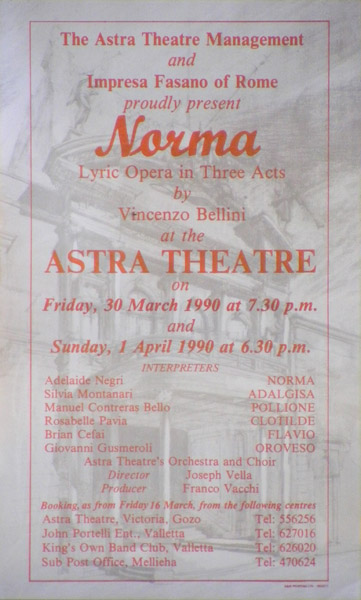 The Astra Theatre Management
and
Impresa Fasano of Rome
proudly present
Norma
Lyric Opera in Three Acts
by
Vincenzo Bellini
at the
ASTRA THEATRE
on
Friday, 30 March 1990 at 7.30 p.m.
and
Sunday, 1 April 1990 at 6.30 p.m.
INTERPRETERS
Adelaide Negri NORMA
Silvia Montanari ADALGISA
Manuel Contreras Bello POLLIONE
Rosabelle Pavia CLOTILDE
Brian Cefai FLAVIO
Giovanni Gusmeroli OROVESO
Astra Theatre's Orchestra and Choir
Director Joseph Vella
Producer Franco Vacchi
Booking, as from Friday 16 March, from the following centres
Astra Theatre, Victoria, Gozo Tel: 556256
John Portelli Ent., Valletta Tel: 627016
King's Own Band Club, Valletta Tel: 626020
Sub Post Office, Mellieha Tel: 470624